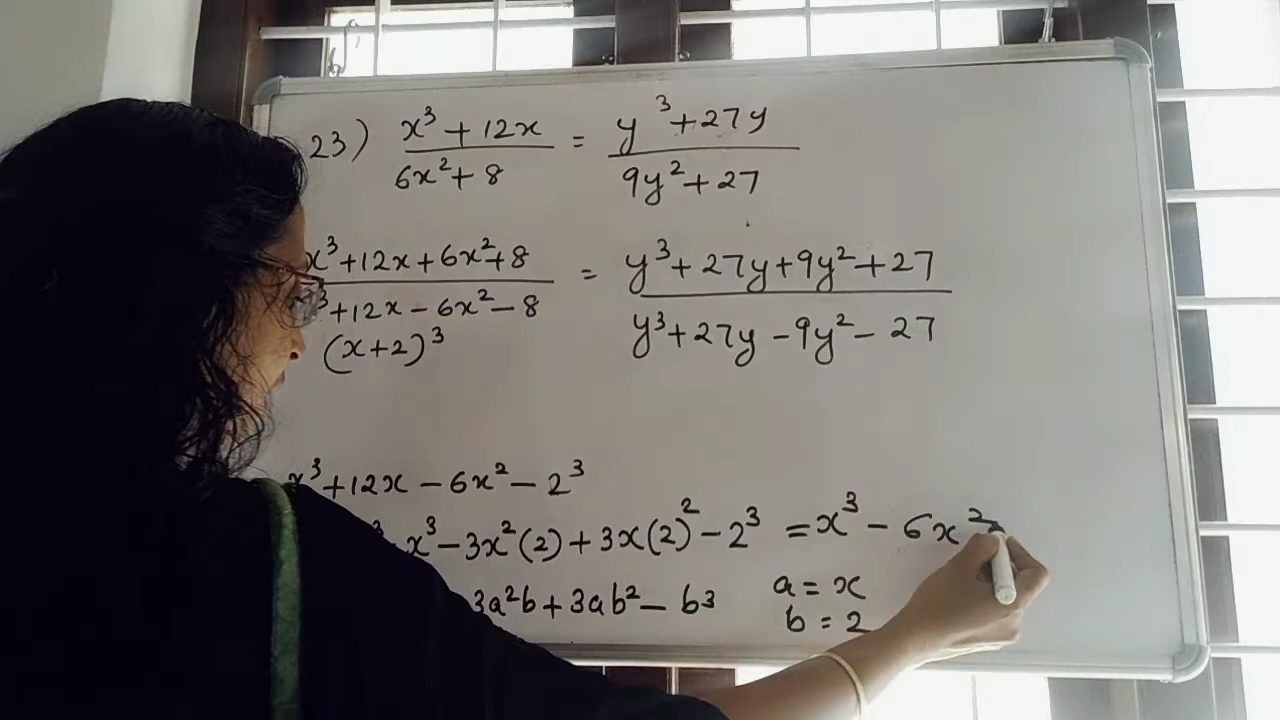 23) x³ + 12x / 6x² + 8 = y³ + 27y / 9y² + 27
x³ + 12x + 6x² + 8 / ³ + 12x - 6x² - 8 = y³ + 27y + 9y² + 27 / y³ + 27y - 9y² - 27
(x+2)³
x³ + 12x - 6x² - 2³
x³ - 3x²(2) + 3x(2)² - 2³ = x³ - 6x²
3a²b + 3ab² - b3
a = x
b = 2